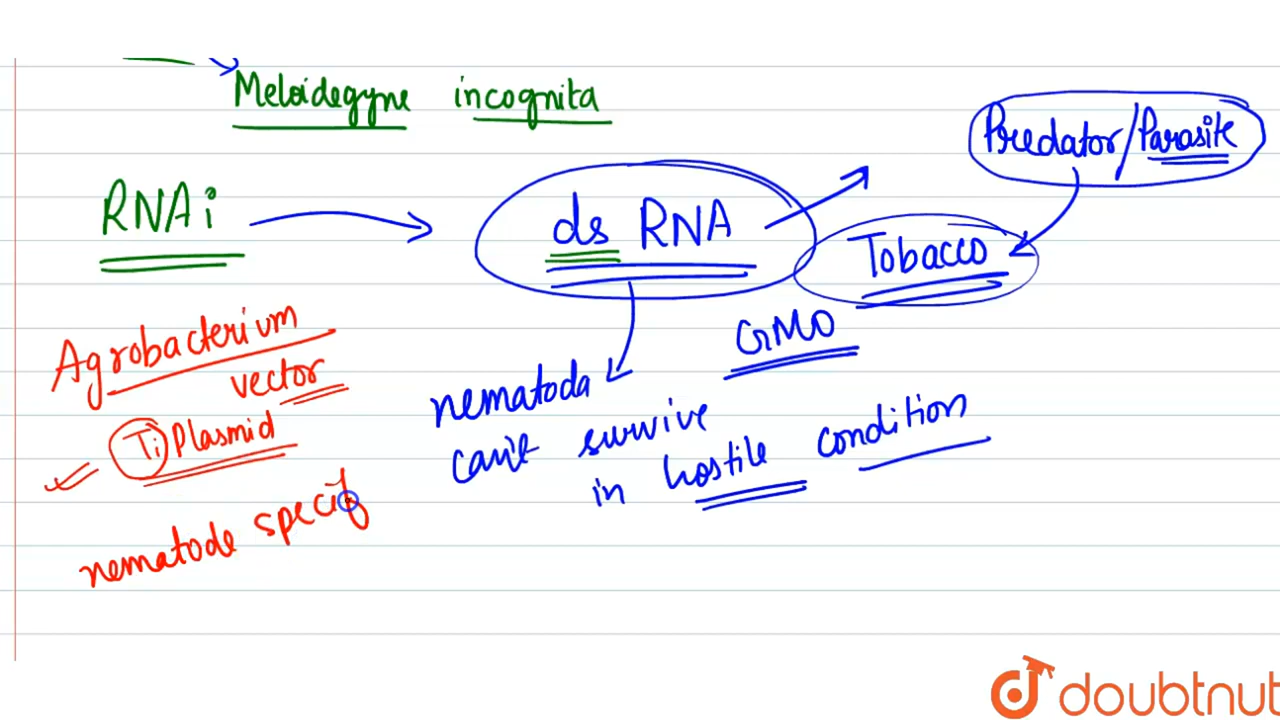 Meloidegyne incognita
Predator/Parasite
RNAi
ds RNA
Tobacco
GMO
Agrobacterium
vector
Ti Plasmid
nematode specif
nematoda
can't survive
in hostile condition
doubtnut